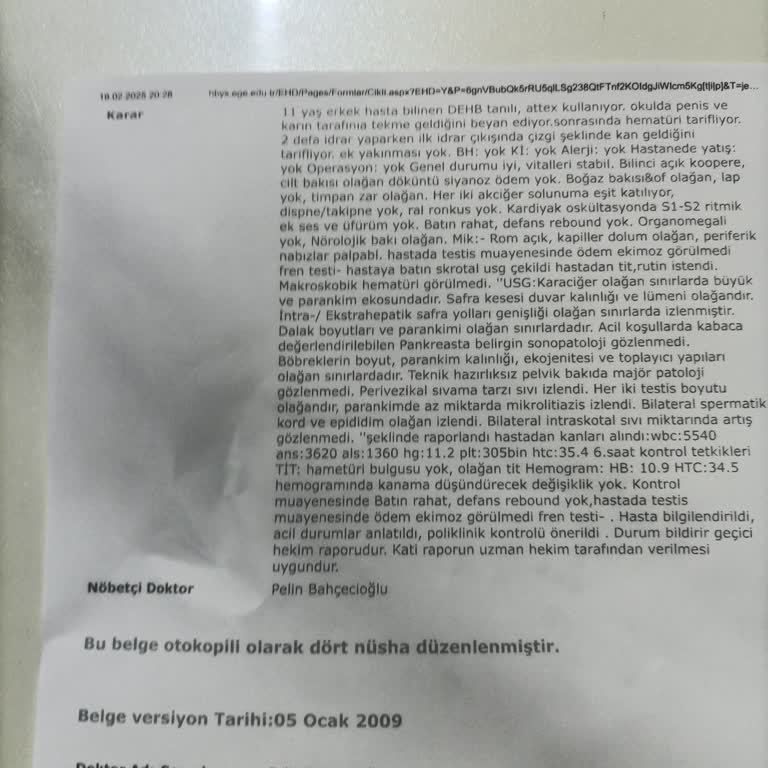 19.02.2025 20:28 hbys.ege.edu.tr/EHD/Pages/Formlar/Cikti.aspx?EHD=Y&P=
Karar
11 yaş erkek hasta bilinen DEHB tanılı, attex kullanıyor. okulda penis ve
karın tarafınıa tekme geldiğini beyan ediyor.sonrasında hematüri tarifliyor.
2 defa idrar yaparken ilk idrar çıkışında çizgi şeklinde kan geldiğini
tarifliyor. ek yakınması yok. BH: yok Kİ: yok Alerji: yok Hastanede yatış:
yok Operasyon: yok Genel durumu iyi, vitalleri stabil. Bilinci açık koopere,
cilt bakısı olağan döküntü siyanoz ödem yok. Boğaz bakısı&of olağan, lap
yok, timpan zar olağan. Her iki akciğer solunuma eşit katılıyor,
dispne/takipne yok, ral ronkus yok. Kardiyak oskültasyonda S1-S2 ritmik
ek ses ve üfürüm yok. Batın rahat, defans rebound yok. Organomegali
yok, Nörolojik bakı olağan. Mik:- Rom açık, kapiller dolum olağan, periferik
nabızlar palpabl. hastada testis muayenesinde ödem ekimoz görülmedi
fren testi- hastaya batın skrotal usg çekildi hastadan tit,rutin istendi.
Makroskobik hematüri görülmedi. "USG:Karaciğer olağan sınırlarda büyük
ve parankim ekosundadır. Safra kesesi duvar kalınlığı ve lümeni olağandır.
İntra-/ Ekstrahepatik safra yolları genişliği olağan sınırlarda izlenmiştir.
Dalak boyutları ve parankimi olağan sınırlardadır. Acil koşullarda kabaca
değerlendirilebilen Pankreasta belirgin sonopatoloji gözlenmedi.
Böbreklerin boyut, parankim kalınlığı, ekojenitesi ve toplayıcı yapıları
olağan sınırlardadır. Teknik hazırlıksız pelvik bakıda majör patoloji
gözlenmedi. Perivezikal sıvama tarzı sıvı izlendi. Her iki testis boyutu
olağandır, parankimde az miktarda mikrolitiazis izlendi. Bilateral spermatik
kord ve epididim olağan izlendi. Bilateral intraskotal sıvı miktarında artış
gözlenmedi. "şeklinde raporlandı hastadan kanları alındı:wbc:5540
ans:3620 als:1360 hg:11.2 plt:305bin htc:35.4 6.saat kontrol tetkikleri
TİT: hametürü bulgusu yok, olağan tit Hemogram: HB: 10.9 HTC:34.5
hemogramında kanama düşündürecek değişiklik yok. Kontrol
muayenesinde Batın rahat, defans rebound yok,hastada testis
muayenesinde ödem ekimoz görülmedi fren testi- . Hasta bilgilendirildi,
acil durumlar anlatıldı, poliklinik kontrolü önerildi . Durum bildirir geçici
hekim raporudur. Kati raporun uzman hekim tarafından verilmesi
uygundur.
Nöbetçi Doktor Pelin Bahçecioğlu
Bu belge otokopili olarak dört nüsha düzenlenmiştir.
Belge versiyon Tarihi:05 Ocak 2009